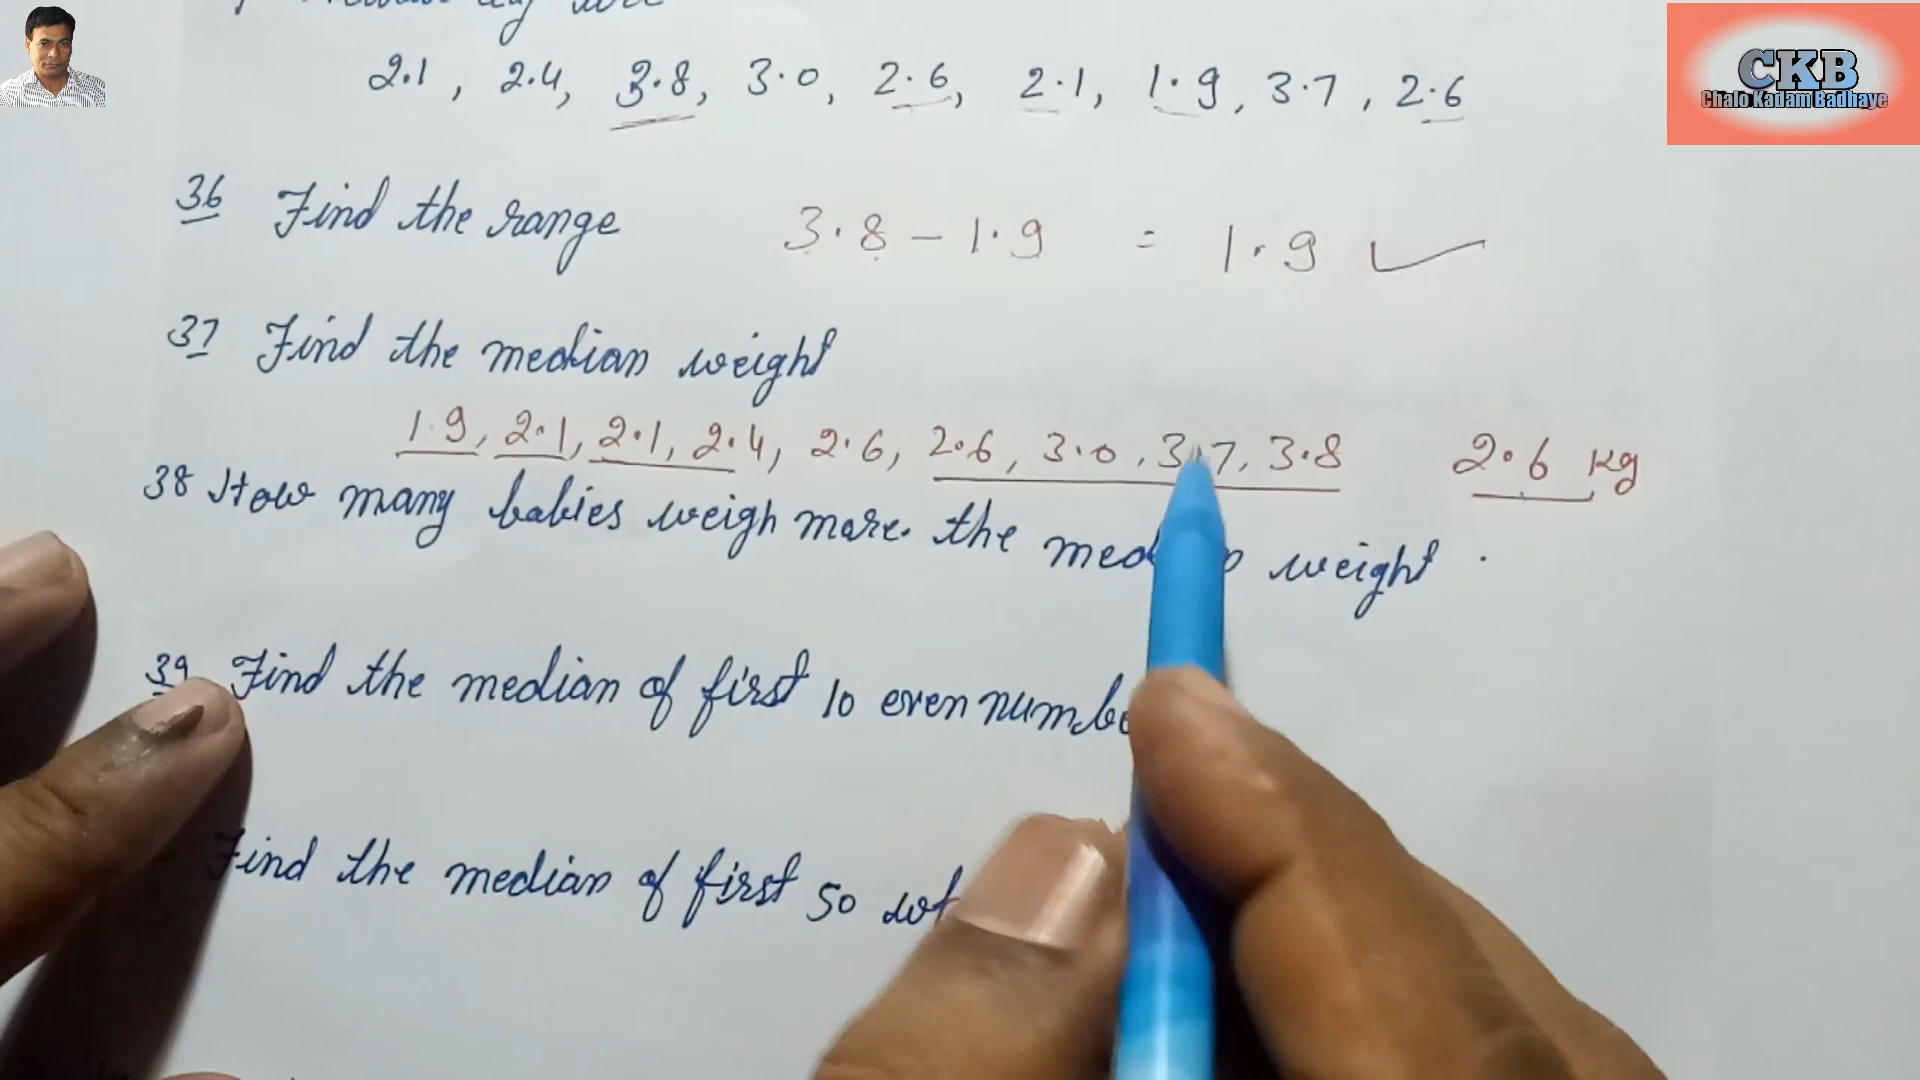 CKB
Chalo Kadam Badhaye
2.1, 2.4, 3.8, 3.0, 2.6, 2.1, 1.9, 3.7, 2.6
36 Find the range 3.8 - 1.9 = 1.9 ✓
37 Find the median weight
1.9, 2.1, 2.1, 2.4, 2.6, 2.6, 3.0, 3.7, 3.8 2.6 Kg
38 How many babies weigh more. the weight.
39 Find the median of first 10 even
Find the median of first 50